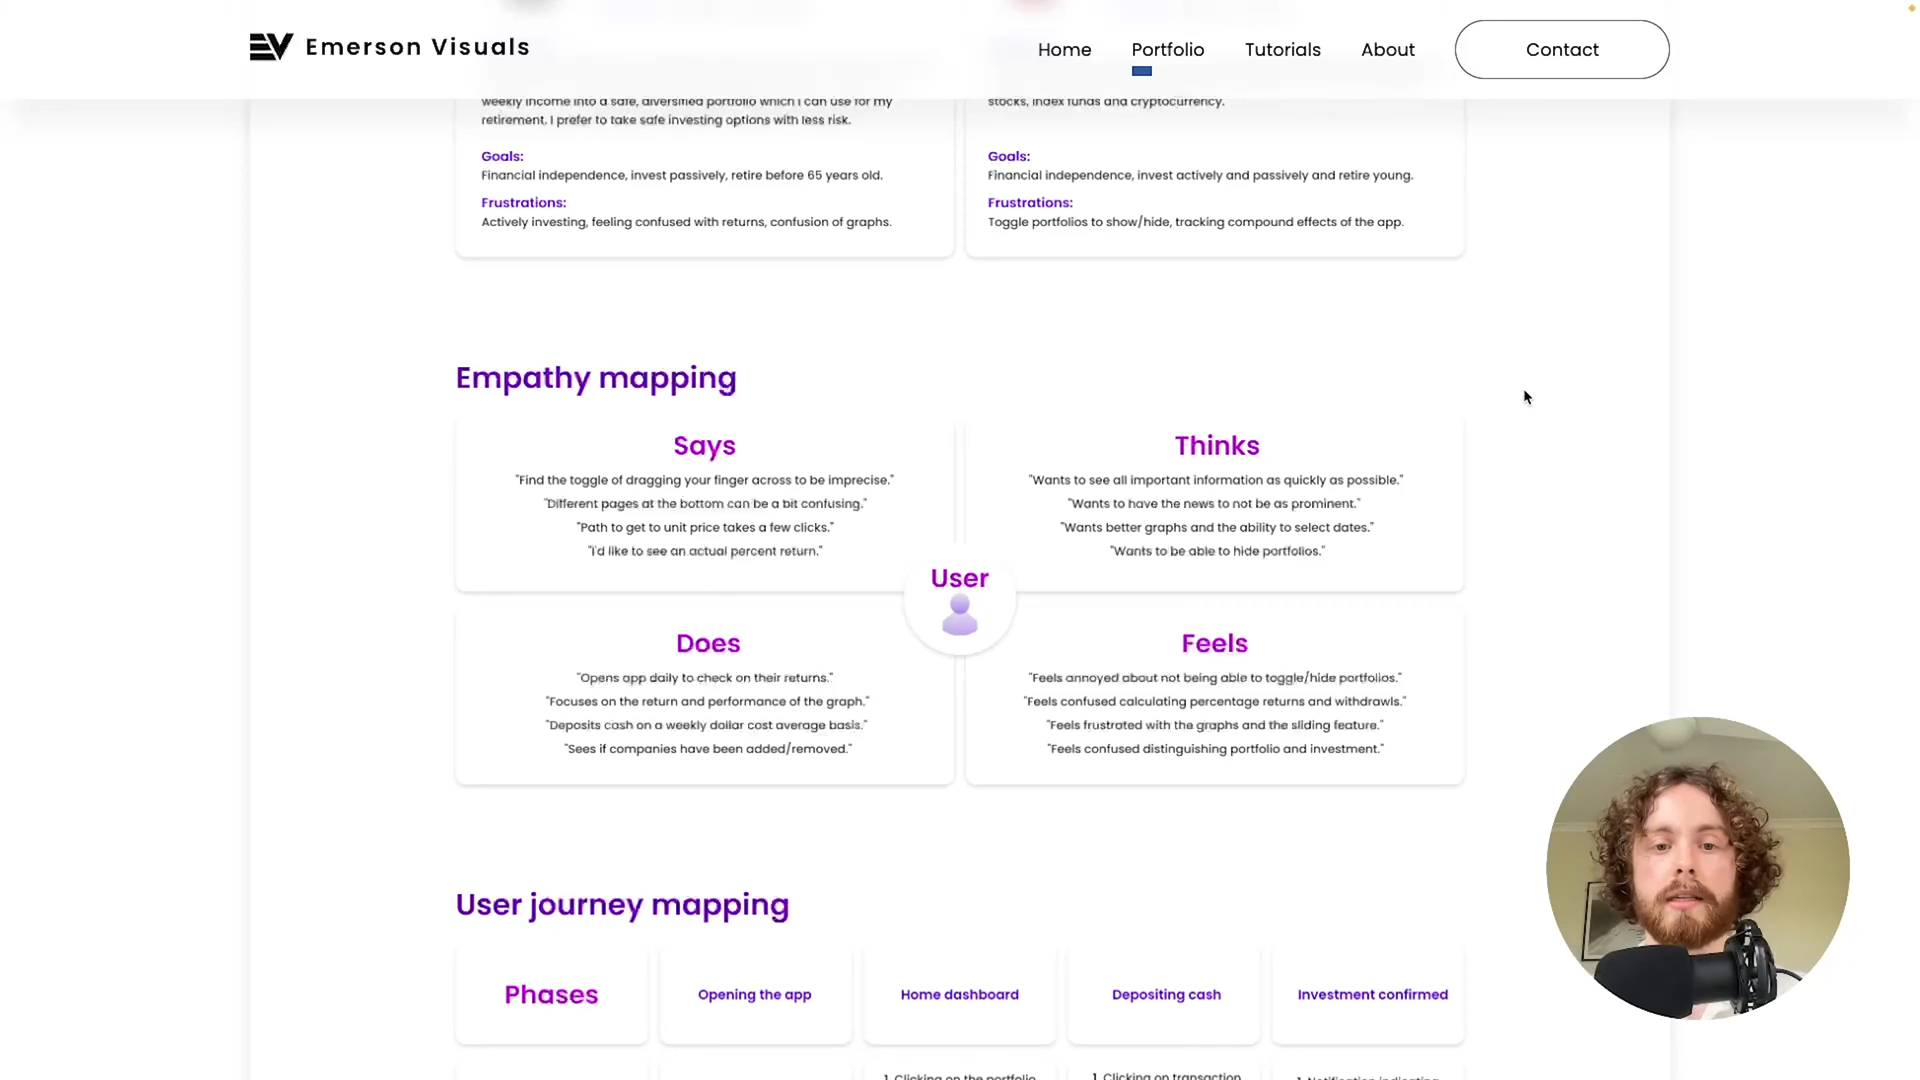 Emerson Visuals
Home
Portfolio
Tutorials
About
Contact
weekly income into a safe, diversified portfolio which I can use for my
retirement. I prefer to take safe investing options with less risk.
Goals:
Financial independence, invest passively, retire before 65 years old.
Frustrations:
Actively investing, feeling confused with returns, confusion of graphs.
stocks, index funds and cryptocurrency.
Goals:
Financial independence, invest actively and passively and retire young.
Frustrations:
Toggle portfolios to show/hide, tracking compound effects of the app.
Empathy mapping
Says
"Find the toggle of dragging your finger across to be imprecise."
"Different pages at the bottom can be a bit confusing."
"Path to get to unit price takes a few clicks."
"I'd like to see an actual percent return."
Thinks
"Wants to see all important information as quickly as possible."
"Wants to have the news to not be as prominent."
"Wants better graphs and the ability to select dates."
"Wants to be able to hide portfolios."
User
Does
"Opens app daily to check on their returns."
"Focuses on the return and performance of the graph."
"Deposits cash on a weekly dollar cost average basis."
"Sees if companies have been added/removed."
Feels
"Feels annoyed about not being able to toggle/hide portfolios."
"Feels confused calculating percentage returns and withdrawls."
"Feels frustrated with the graphs and the sliding feature."
"Feels confused distinguishing portfolio and investment."
User journey mapping
Phases
Opening the app
Home dashboard
Depositing cash
Investment confirmed
1. Clicking on the portfolio
1. Clicking on transaction
1. Notification indicating